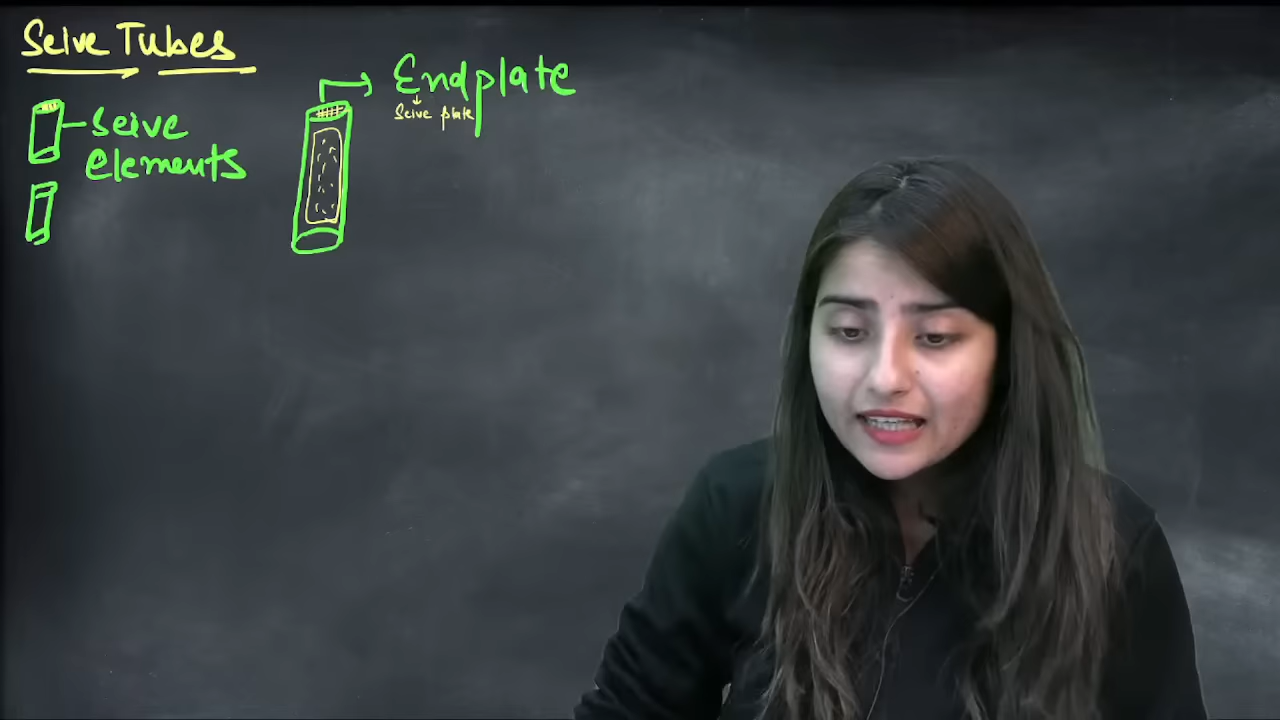 Seive Tubes
Seive
elements
Endplate
Seive plate